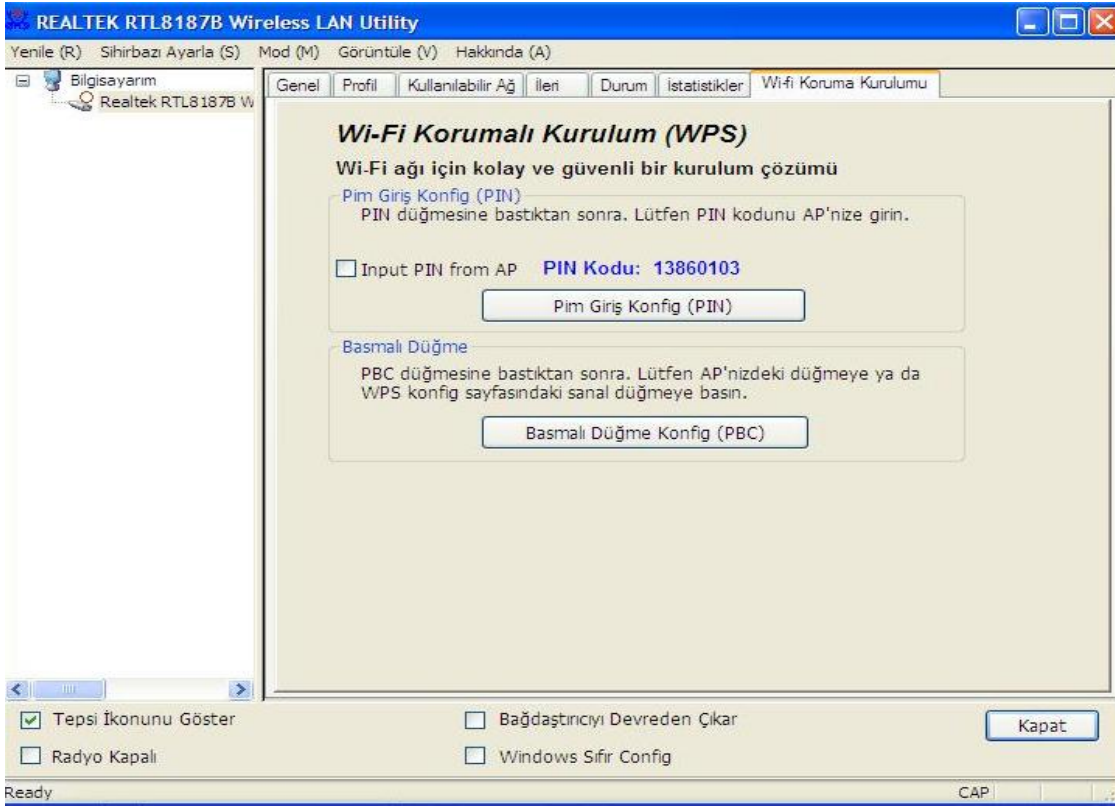 REALTEK RTL8187B Wireless LAN Utility
Yenile (R) Sihirbazı Ayarla (S) Mod (M) Görüntüle (V) Hakkında (A)
Bilgisayarım
Realtek RTL8187B W
Genel Profil Kullanılabilir Ağ İleri Durum İstatistikler Wi-fi Koruma Kurulumu
Wi-Fi Korumalı Kurulum (WPS)
Wi-Fi ağı için kolay ve güvenli bir kurulum çözümü
Pim Giriş Konfig (PIN)
PIN düğmesine bastıktan sonra. Lütfen PIN kodunu AP'nize girin.
Input PIN from AP PIN Kodu: 13860103
Pim Giriş Konfig (PIN)
Basmalı Düğme
PBC düğmesine bastıktan sonra. Lütfen AP'nizdeki düğmeye ya da
WPS konfig sayfasındaki sanal düğmeye basın.
Basmalı Düğme Konfig (PBC)
Tepsi İkonunu Göster Bağdaştırıcıyı Devreden Çıkar Kapat
Radyo Kapalı Windows Sıfır Config
Ready CAP